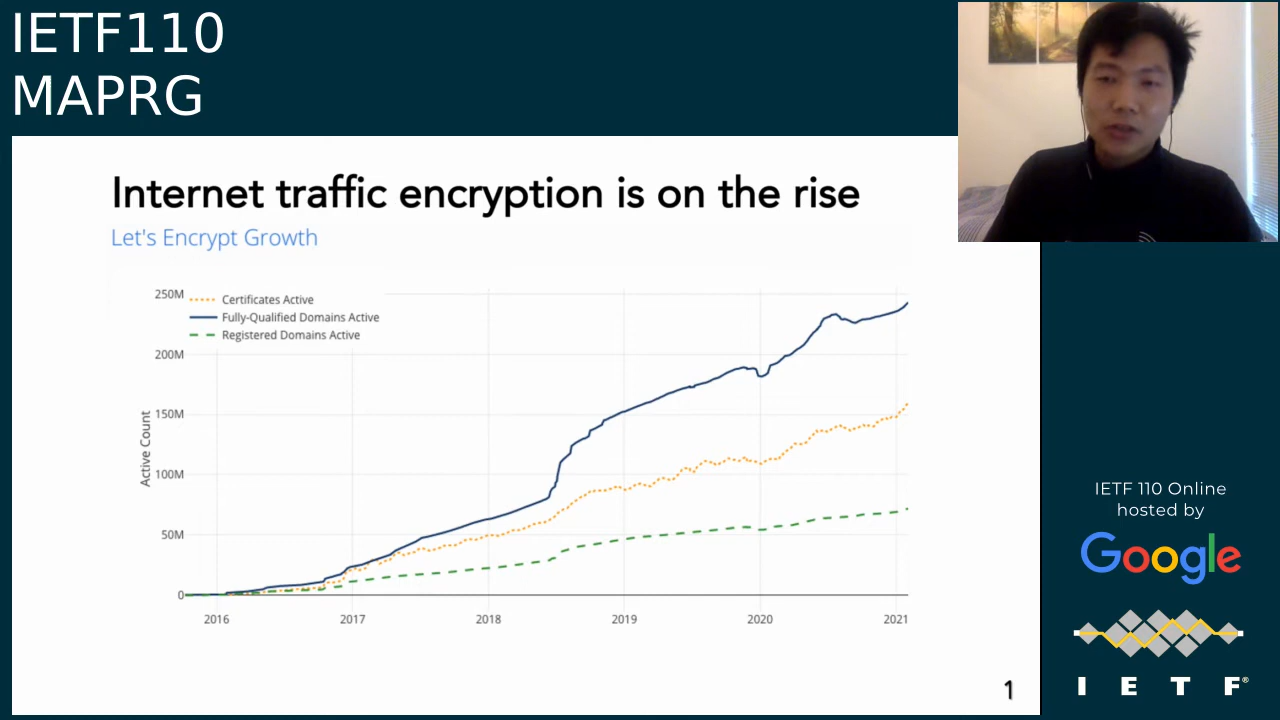 IETF110
MAPRG
Internet traffic encryption is on the rise
Let's Encrypt Growth
250M
200M
150M
100M
50M
0
Active Count
Certificates Active
Fully-Qualified Domains Active
Registered Domains Active
2016
2017
2018
2019
2020
2021
1
IETF 110 Online
hosted by
Google
I E T F®